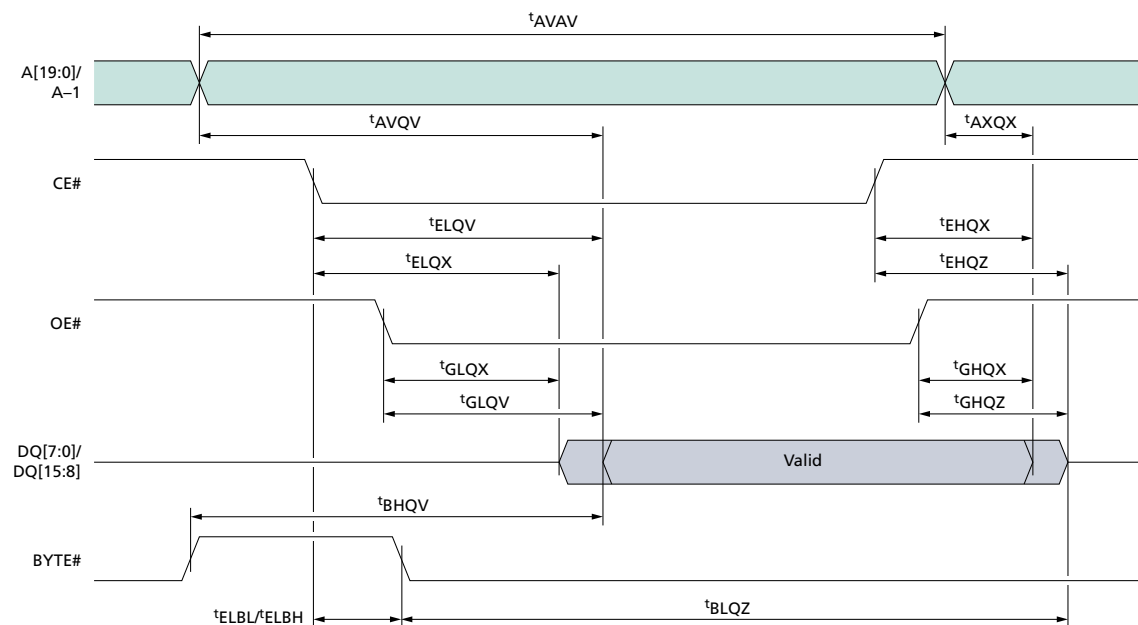 tAVAV
A[19:0]/
A–1
tAVQV
tAXQX
CE#
tELQV
tEHQX
tELQX
tEHQZ
OE#
tGLQX
tGHQX
tGLQV
tGHQZ
DQ[7:0]/
DQ[15:8]
Valid
tBHQV
BYTE#
tELBL/tELBH
tBLQZ